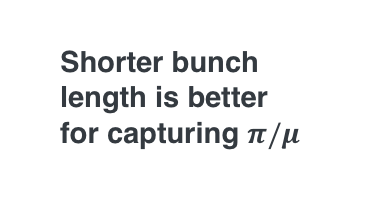 Shorter bunch
length is better
for capturing π/μ